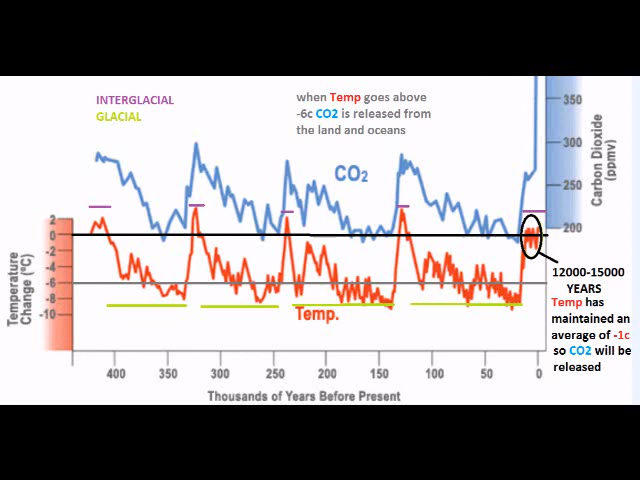 INTERGLACIAL
GLACIAL
when Temp goes above
-6c CO2 is released from
the land and oceans
CO₂
Temp.
2
0
-2
-4
-6
-8
-10
Temperature
Change (ºC)
350
300
250
200
Carbon Dioxide
(ppmv)
12000-15000
YEARS
Temp has
maintained an
average of -1c
so CO2 will be
released
400
350
300
250
200
150
100
50
0
Thousands of Years Before Present